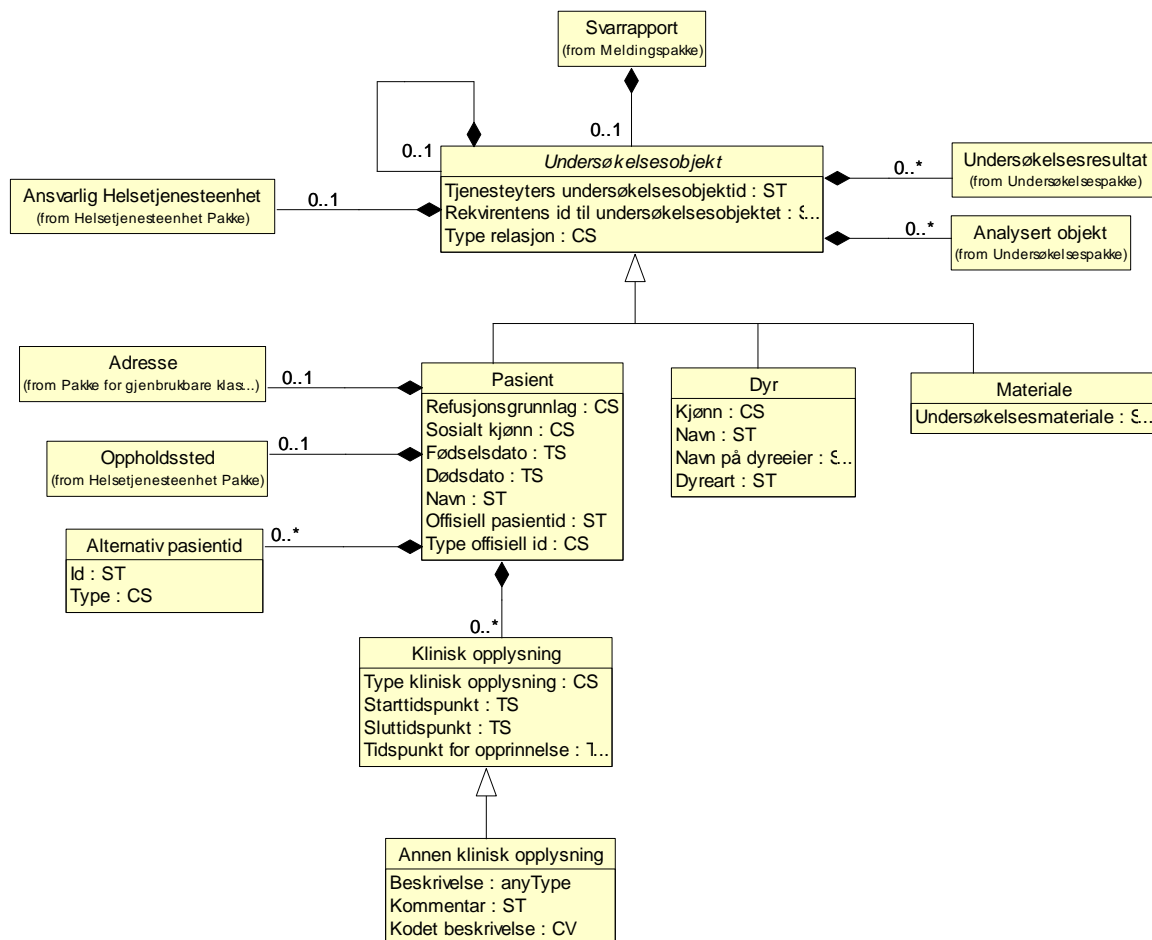 Svarrapport
(from Meldingspakke)
0..1
0..1
Undersøkelsesobjekt
Tjenesteyters undersøkelsesobjektid : ST
Rekvirentens id til undersøkelsesobjektet : S...
Type relasjon : CS
Ansvarlig Helsetjenesteenhet
(from Helsetjenesteenhet Pakke)
0..1
0..*
Undersøkelsesresultat
(from Undersøkelsespakke)
0..*
Analysert objekt
(from Undersøkelsespakke)
Adresse
(from Pakke for gjenbrukbare klas...)
0..1
Oppholdssted
(from Helsetjenesteenhet Pakke)
0..1
Alternativ pasientid
Id : ST
Type : CS
0..*
Pasient
Refusjonsgrunnlag : CS
Sosialt kjønn : CS
Fødselsdato : TS
Dødsdato : TS
Navn : ST
Offisiell pasientid : ST
Type offisiell id : CS
Dyr
Kjønn : CS
Navn : ST
Navn på dyreeier : S...
Dyreart : ST
Materiale
Undersøkelsesmateriale : S...
0..*
Klinisk opplysning
Type klinisk opplysning : CS
Starttidspunkt : TS
Sluttidspunkt : TS
Tidspunkt for opprinnelse : T...
Annen klinisk opplysning
Beskrivelse : anyType
Kommentar : ST
Kodet beskrivelse : CV